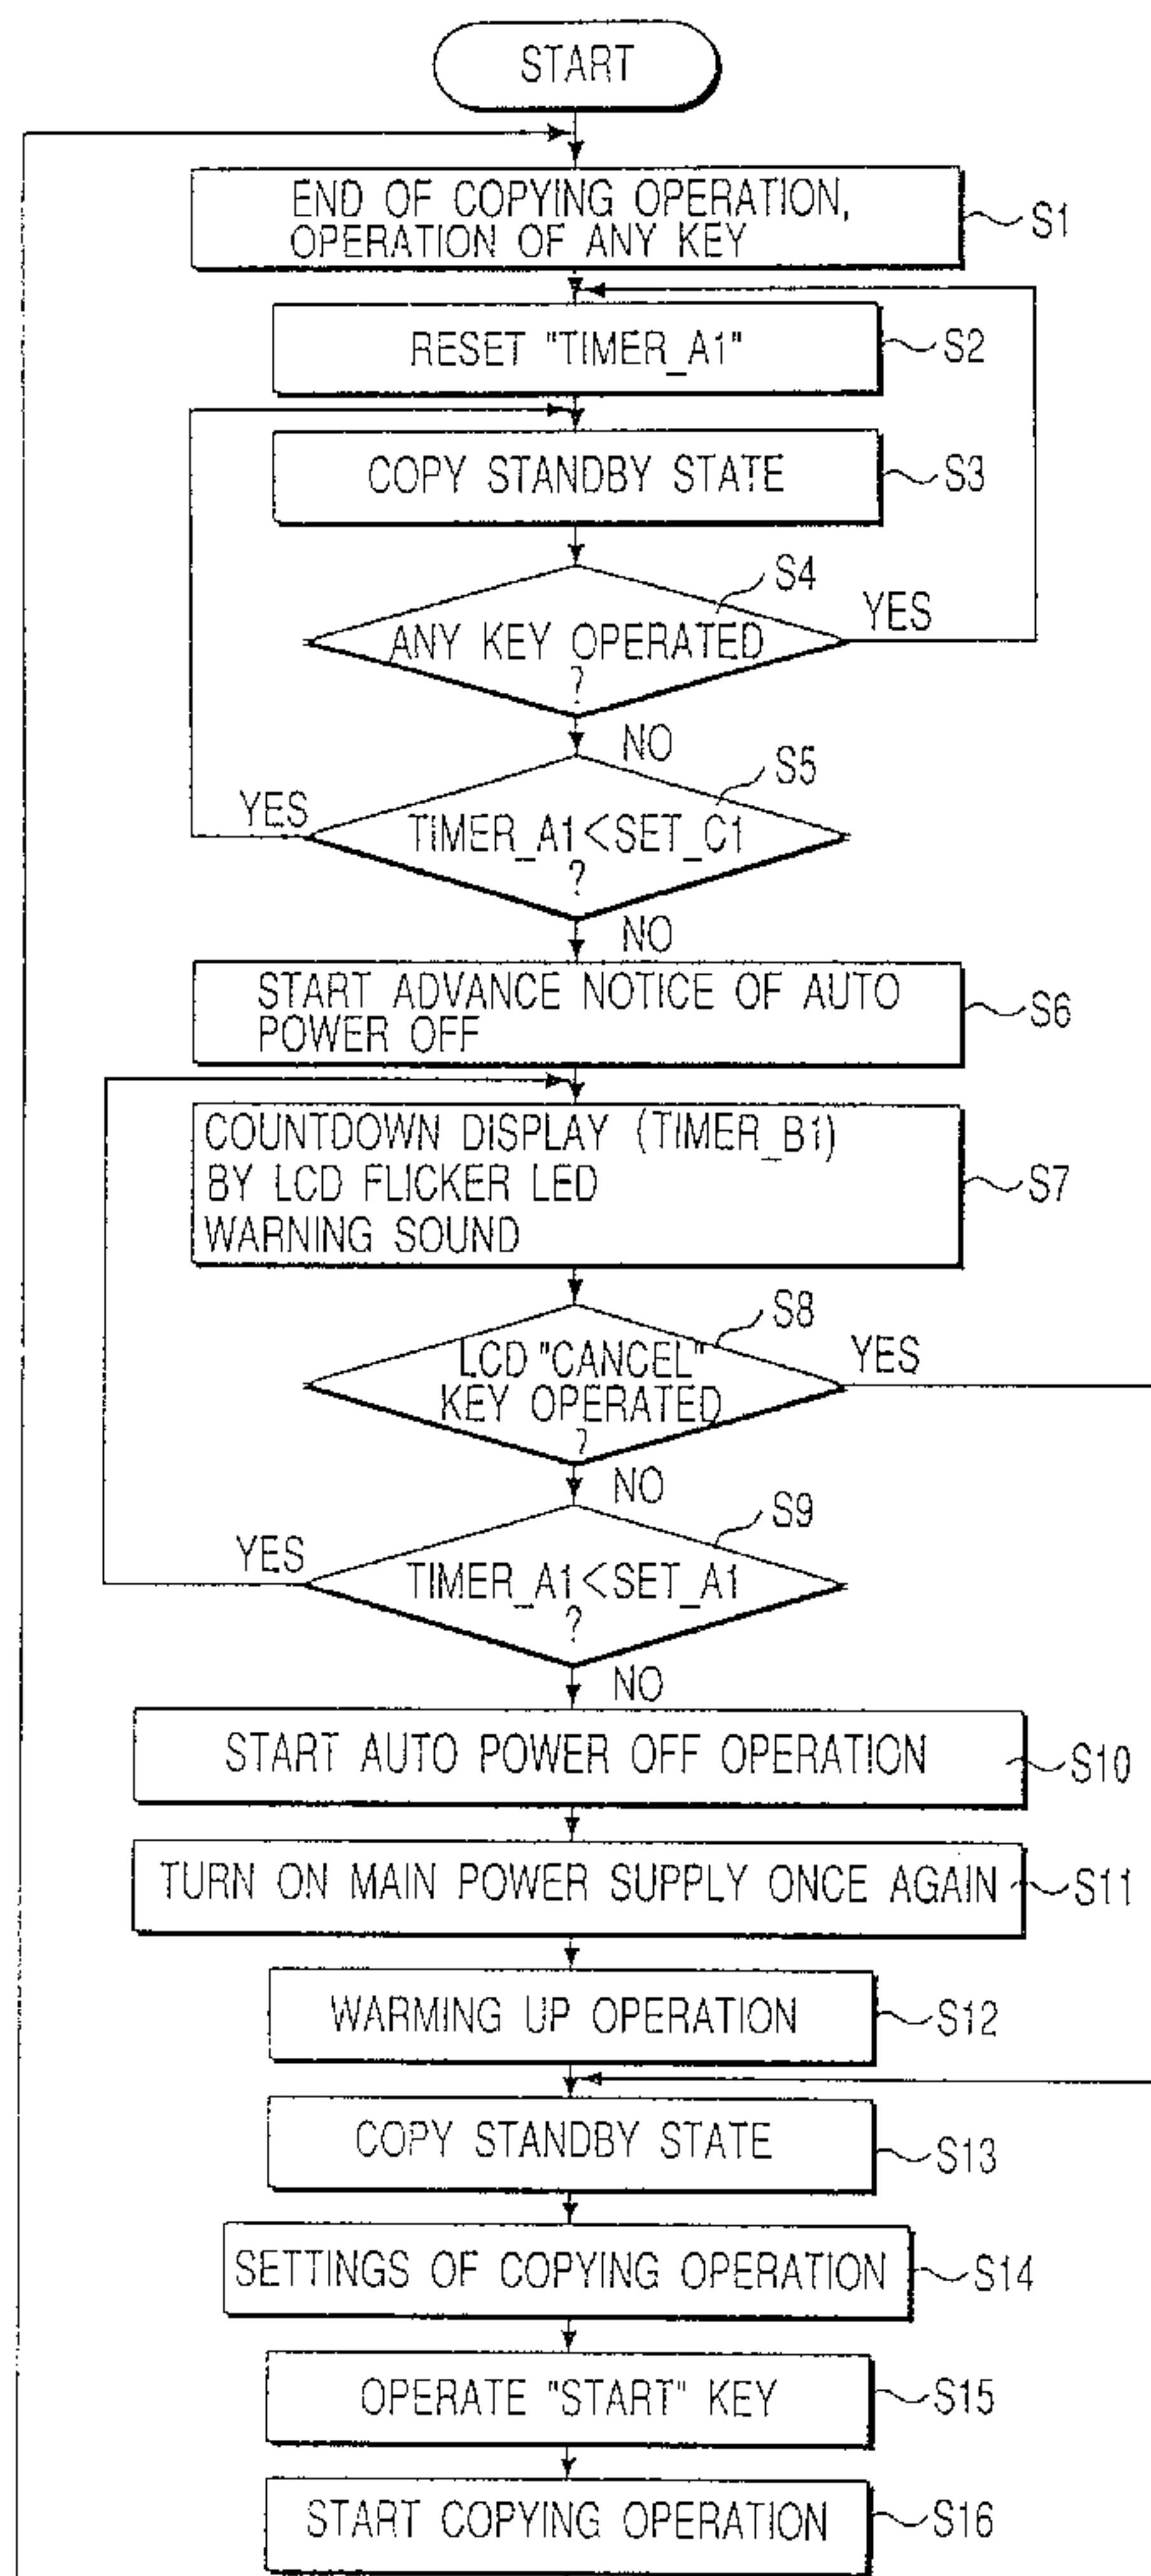 START
END OF COPYING OPERATION,
OPERATION OF ANY KEY
S1
RESET "TIMER_A1"
S2
COPY STANDBY STATE
S3
S4
ANY KEY OPERATED
?
YES
NO
S5
YES
TIMER_A1<SET_C1
?
NO
START ADVANCE NOTICE OF AUTO
POWER OFF
S6
COUNTDOWN DISPLAY (TIMER_B1)
BY LCD FLICKER LED
WARNING SOUND
S7
S8
LCD "CANCEL"
KEY OPERATED
?
YES
NO
S9
YES
TIMER_A1<SET_A1
?
NO
START AUTO POWER OFF OPERATION
S10
TURN ON MAIN POWER SUPPLY ONCE AGAIN
S11
WARMING UP OPERATION
S12
COPY STANDBY STATE
S13
SETTINGS OF COPYING OPERATION
S14
OPERATE "START" KEY
S15
START COPYING OPERATION
S16